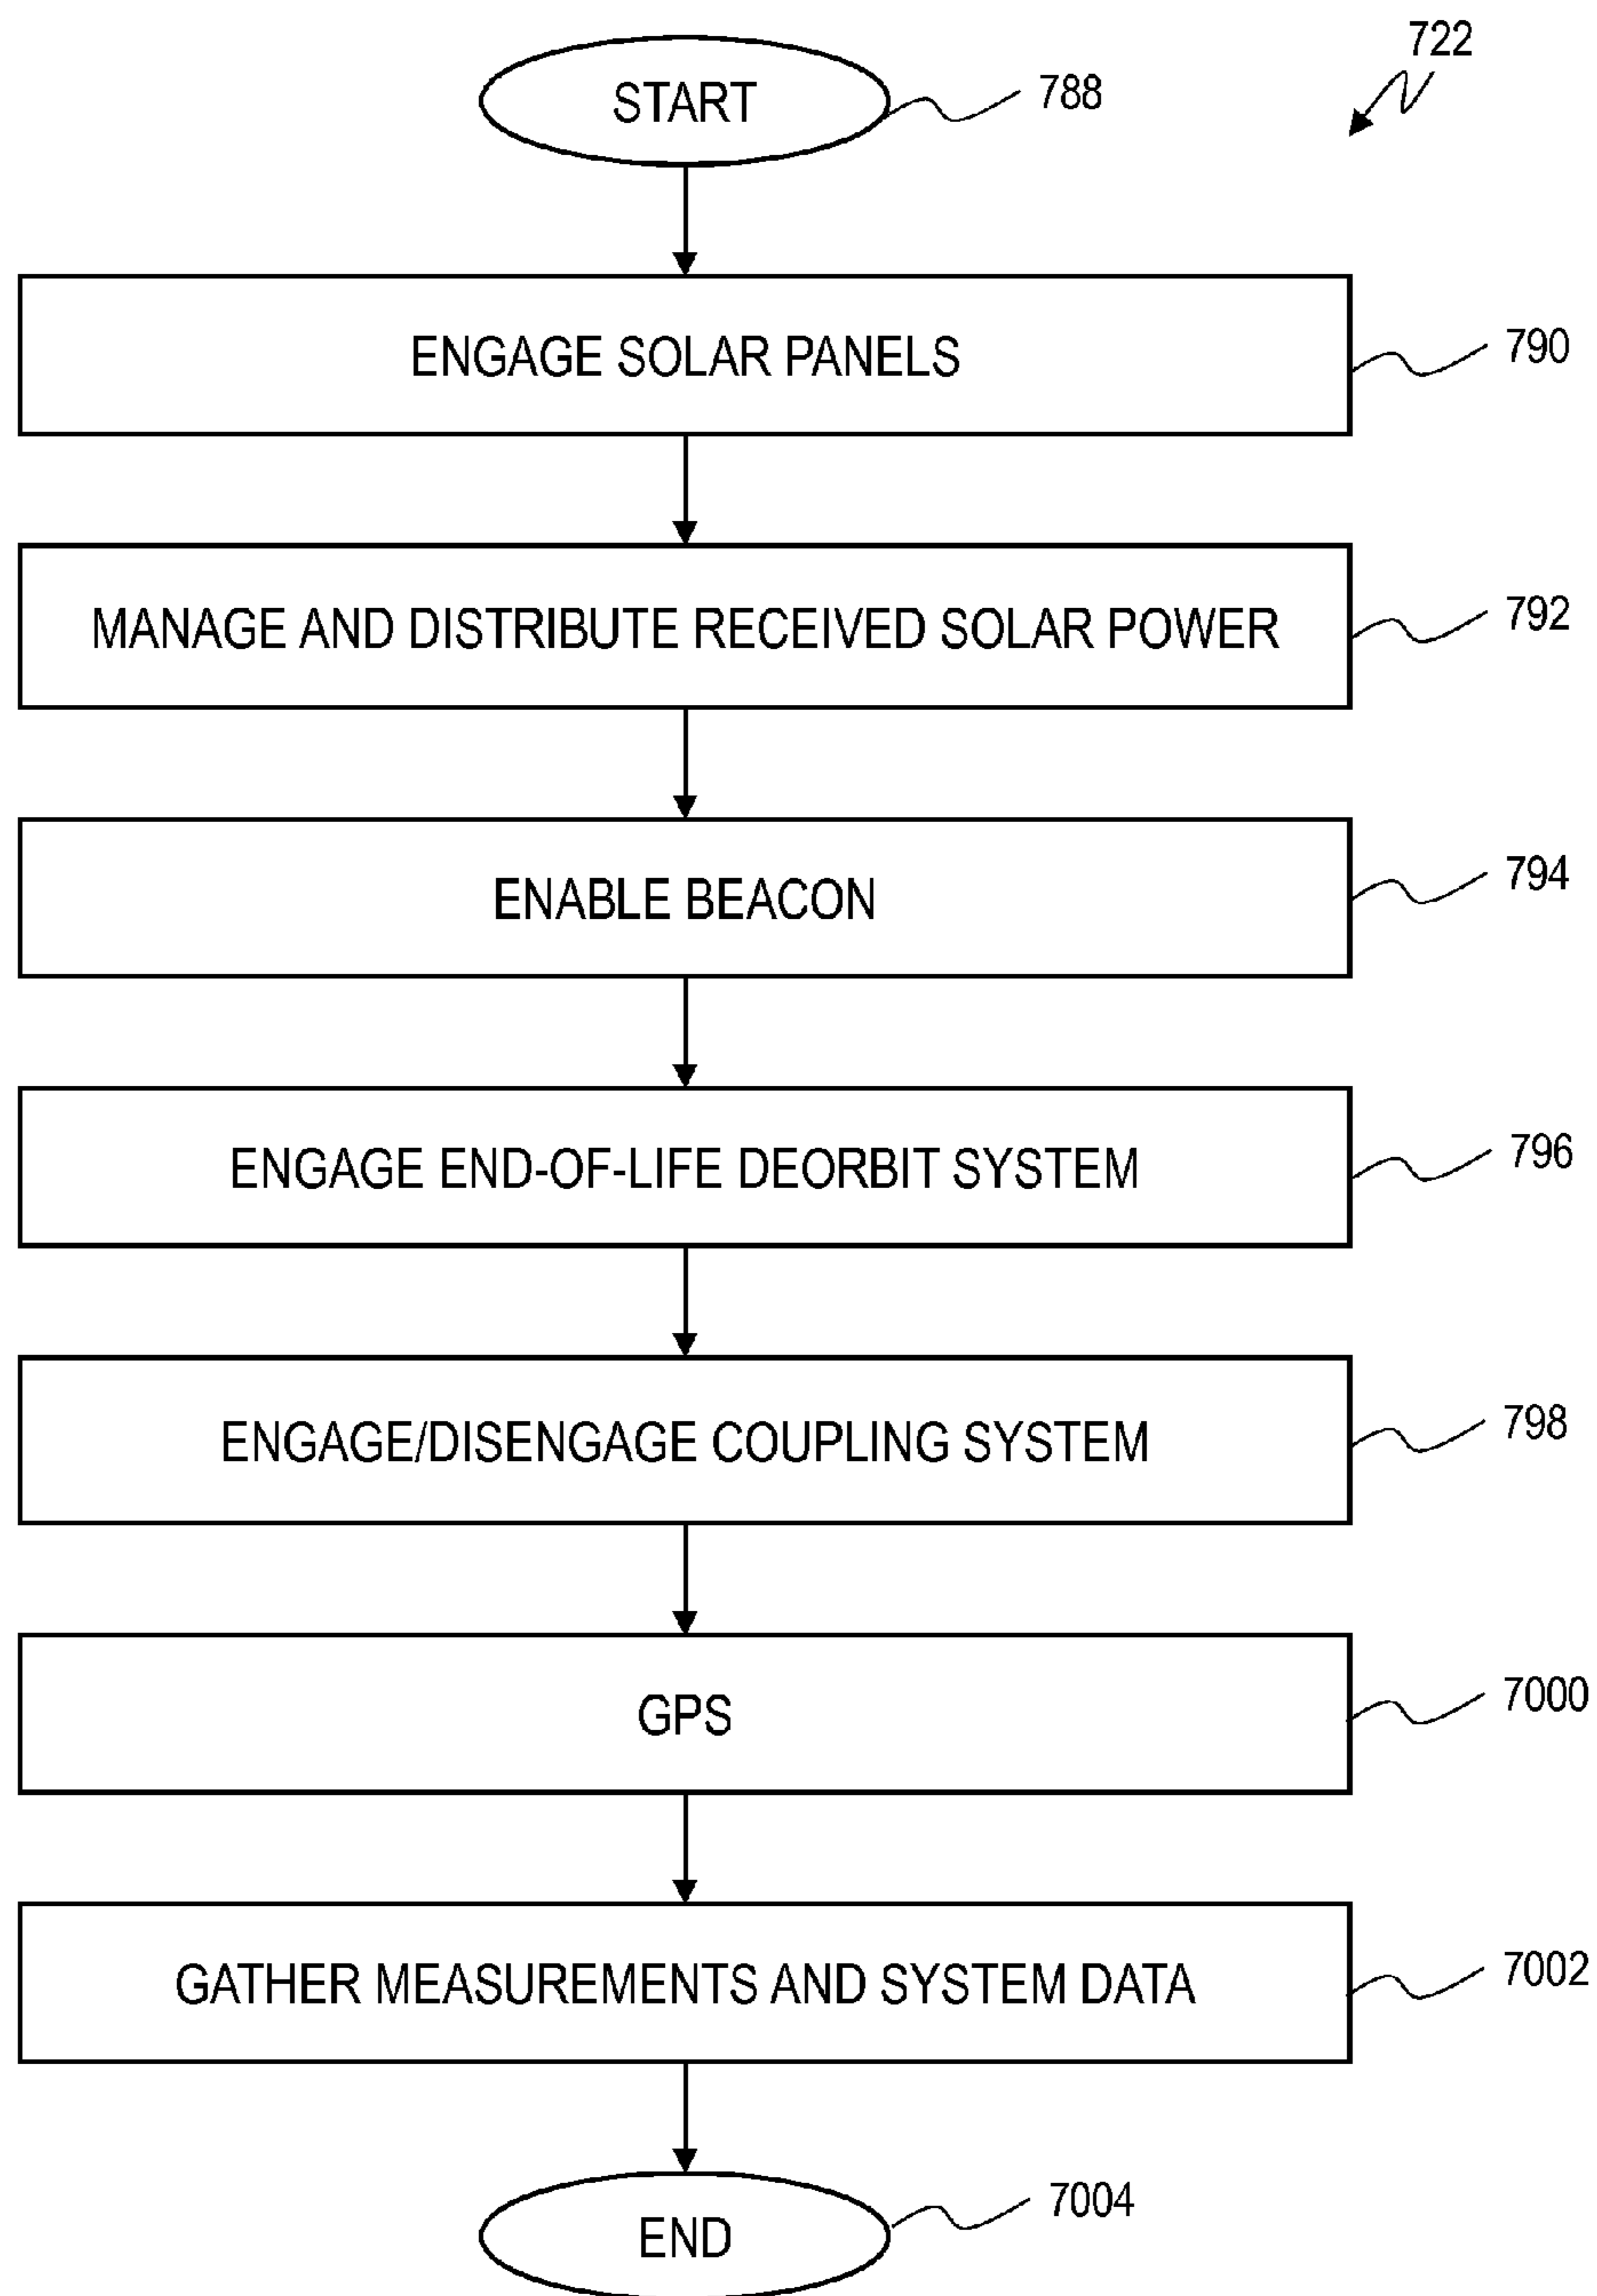 722
START
788
ENGAGE SOLAR PANELS
790
MANAGE AND DISTRIBUTE RECEIVED SOLAR POWER
792
ENABLE BEACON
794
ENGAGE END-OF-LIFE DEORBIT SYSTEM
796
ENGAGE/DISENGAGE COUPLING SYSTEM
798
GPS
7000
GATHER MEASUREMENTS AND SYSTEM DATA
7002
END
7004